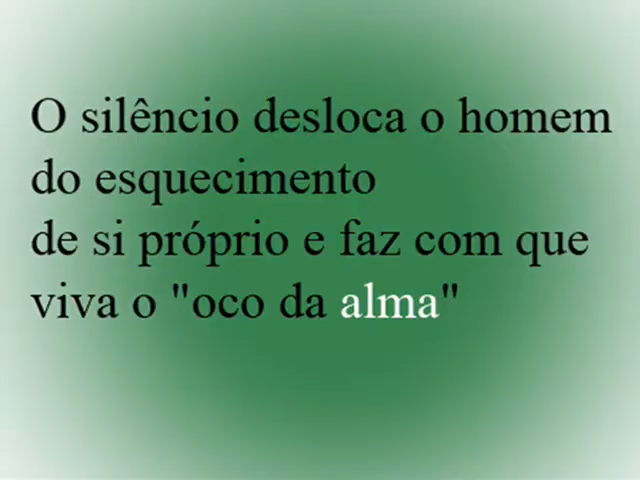 O silêncio desloca o homem
do esquecimento
de si próprio e faz com que
viva o "oco da alma"